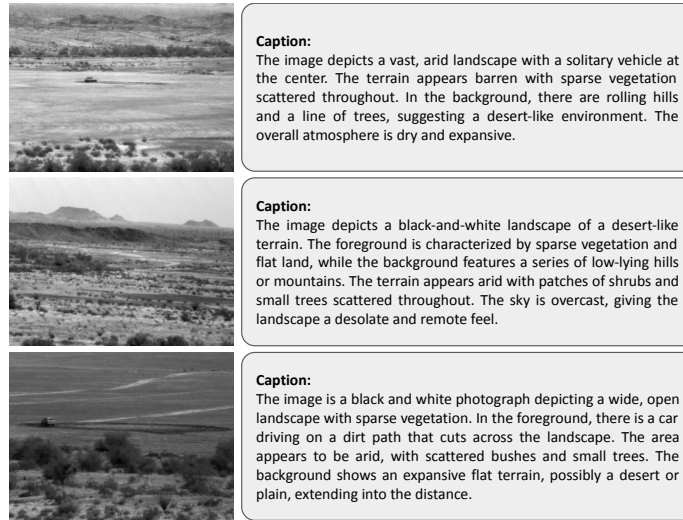 Caption:
The image depicts a vast, arid landscape with a solitary vehicle at
the center. The terrain appears barren with sparse vegetation
scattered throughout. In the background, there are rolling hills
and a line of trees, suggesting a desert-like environment. The
overall atmosphere is dry and expansive.
Caption:
The image depicts a black-and-white landscape of a desert-like
terrain. The foreground is characterized by sparse vegetation and
flat land, while the background features a series of low-lying hills
or mountains. The terrain appears arid with patches of shrubs and
small trees scattered throughout. The sky is overcast, giving the
landscape a desolate and remote feel.
Caption:
The image is a black and white photograph depicting a wide, open
landscape with sparse vegetation. In the foreground, there is a car
driving on a dirt path that cuts across the landscape. The area
appears to be arid, with scattered bushes and small trees. The
background shows an expansive flat terrain, possibly a desert or
plain, extending into the distance.